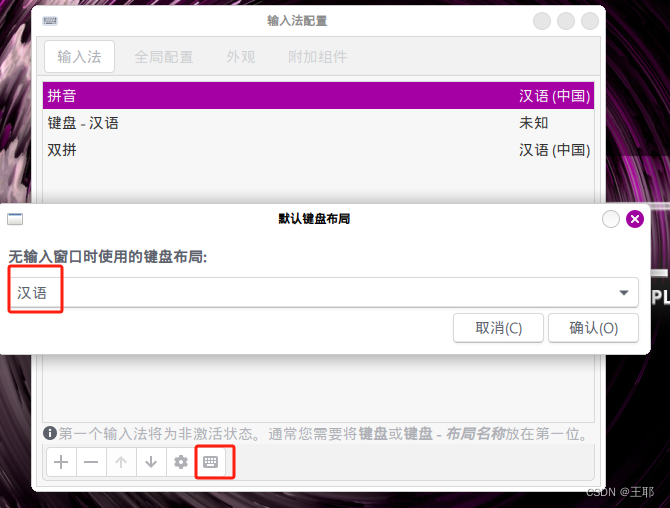 输入法配置
输入法 全局配置 外观 附加组件
拼音 汉语 (中国)
键盘 - 汉语 未知
双拼 汉语 (中国)
默认键盘布局
无输入窗口时使用的键盘布局:
汉语
PL
取消(C) 确认(O)
第一个输入法将为非激活状态。通常您需要将键盘或键盘 - 布局名称放在第一位。
CSDN @王耶